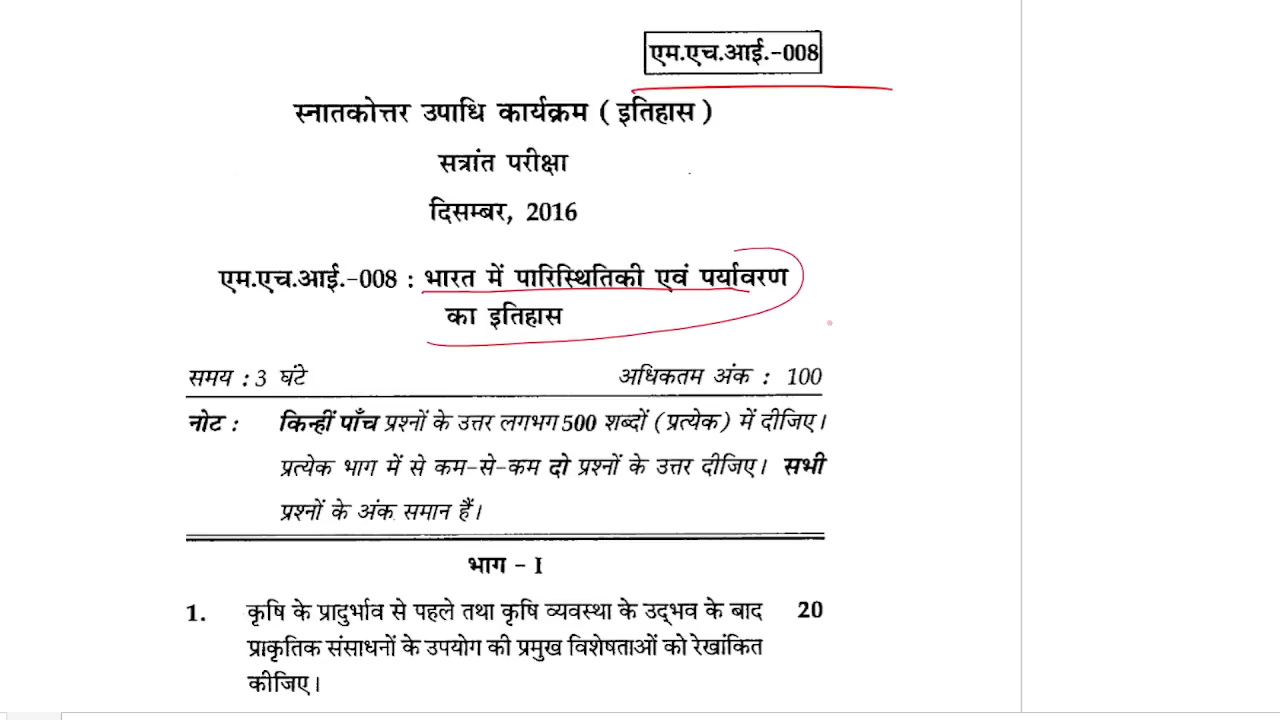 एम.एच.आई.-008
स्नातकोत्तर उपाधि कार्यक्रम ( इतिहास )
सत्रांत परीक्षा
दिसम्बर, 2016
एम.एच.आई.-008 : भारत में पारिस्थितिकी एवं पर्यावरण
का इतिहास
समय : 3 घंटे अधिकतम अंक : 100
नोट : किन्हीं पाँच प्रश्नों के उत्तर लगभग 500 शब्दों (प्रत्येक) में दीजिए।
प्रत्येक भाग में से कम-से-कम दो प्रश्नों के उत्तर दीजिए। सभी
प्रश्नों के अंक समान हैं।
भाग - I
1. कृषि के प्रादुर्भाव से पहले तथा कृषि व्यवस्था के उद्भव के बाद 20
प्राकृतिक संसाधनों के उपयोग की प्रमुख विशेषताओं को रेखांकित
कीजिए।